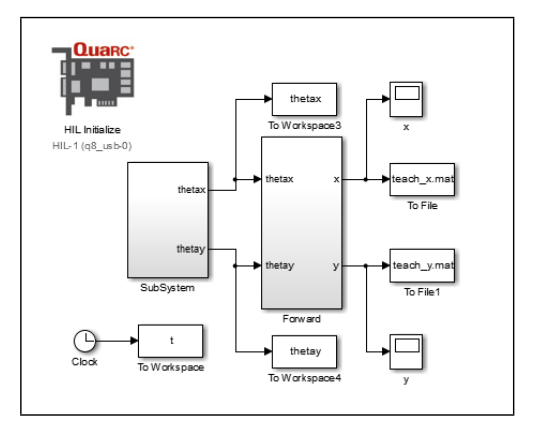 QUARC
HIL Initialize
HIL-1 (q8_usb-0)
thetax
To Workspace3
x
thetax
thetay
SubSystem
thetax
x
thetay
y
Forward
teach_x.mat
To File
teach_y.mat
To File1
Clock
t
To Workspace
thetay
To Workspace4
y